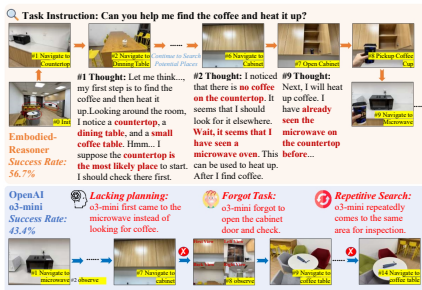 Task Instruction: Can you help me find the coffee and heat it up?
#1 Navigate to Countertop
#2 Navigate to Dinning Table
Continue to Search
Potential Places
#6 Navigate to Cabinet
#7 Open Cabinet
#8 Pickup Coffee Cup
#0 Init
#1 Thought: Let me think...,
my first step is to find the
coffee and then heat it
up.Looking around the room,
I notice a countertop, a
dining table, and a small
coffee table. Hmm... I
suppose the countertop is
the most likely place to start.
I should check there first.
#2 Thought: I noticed
that there is no coffee
on the countertop. It
seems that I should
look for it elsewhere.
Wait, it seems that I
have seen a
microwave oven. This
can be used to heat up.
After I find coffee.
#9 Thought:
Next, I will heat
up coffee. I
have already
seen the
microwave on
the countertop
before...
#9 Navigate to
Microwave
Embodied-
Reasoner
Success Rate:
56.7%
OpenAI
o3-mini
Success Rate:
43.4%
Lacking planning:
o3-mini first came to the
microwave instead of
looking for coffee.
Forgot Task:
o3-mini forgot to
open the cabinet
door and check.
Repetitive Search:
o3-mini repeatedly
comes to the same
area for inspection.
#1 Navigate to
microwave
#2 observe
#7 Navigate to
cabinet
#8 observe
#9 Navigate to
coffee table
#14 Navigate to
coffee table